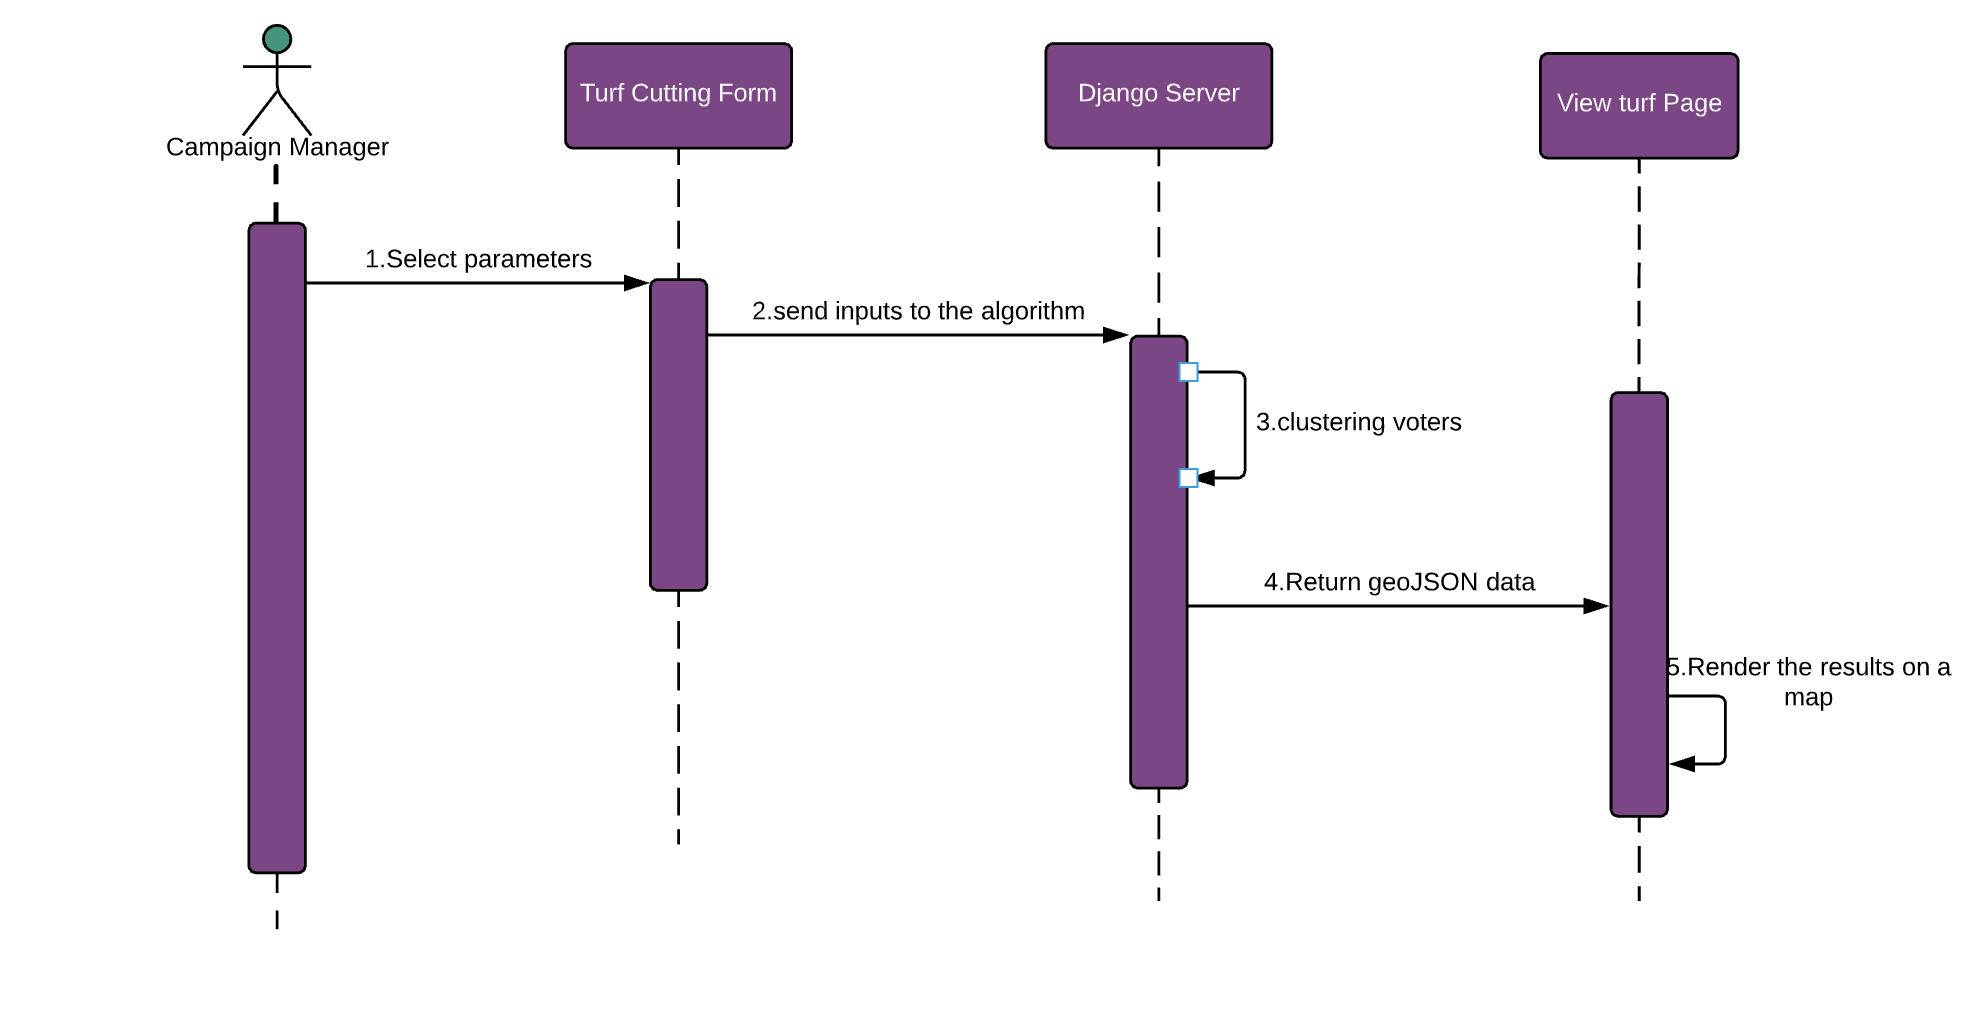 Turf Cutting Form
Django Server
View turf Page
Campaign Manager
1.Select parameters
2.send inputs to the algorithm
3.clustering voters
4.Return geoJSON data
5.Render the results on a
map